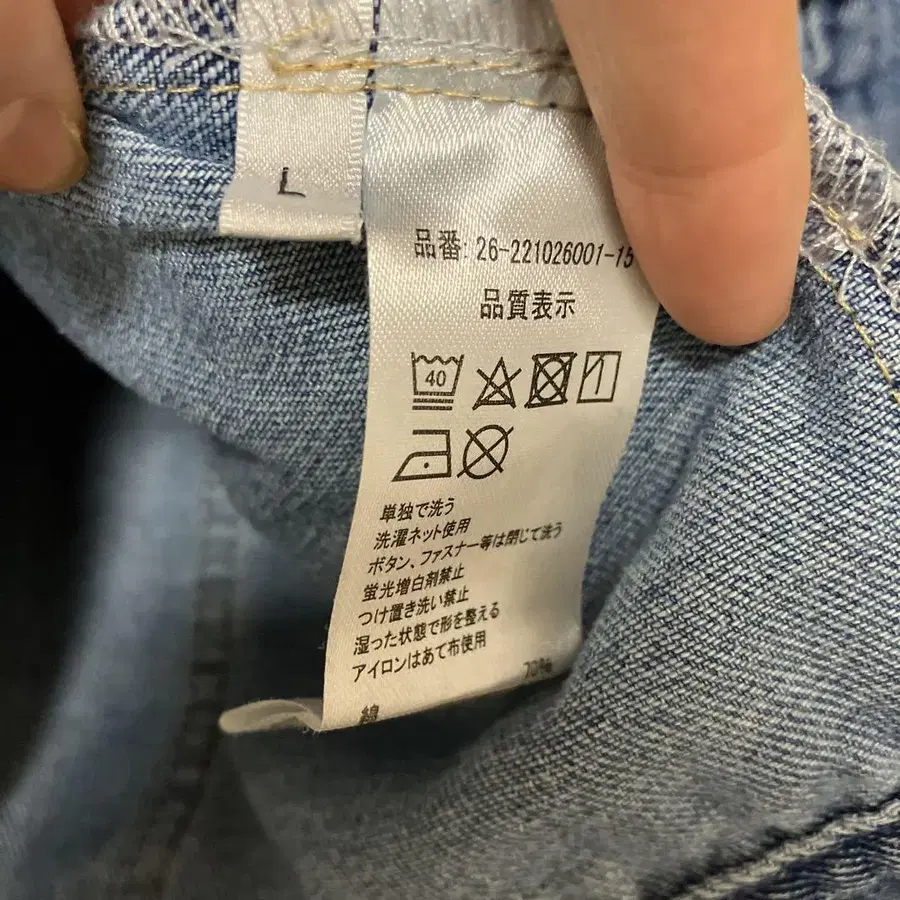 L
品番: 26-221026001-15
品質表示
40
単独で洗う
洗濯ネット使用
ボタン、ファスナー等は閉じて洗う
蛍光増白剤禁止
つけ置き洗い禁止
湿った状態で形を整える
アイロンはあて布使用
綿 70%